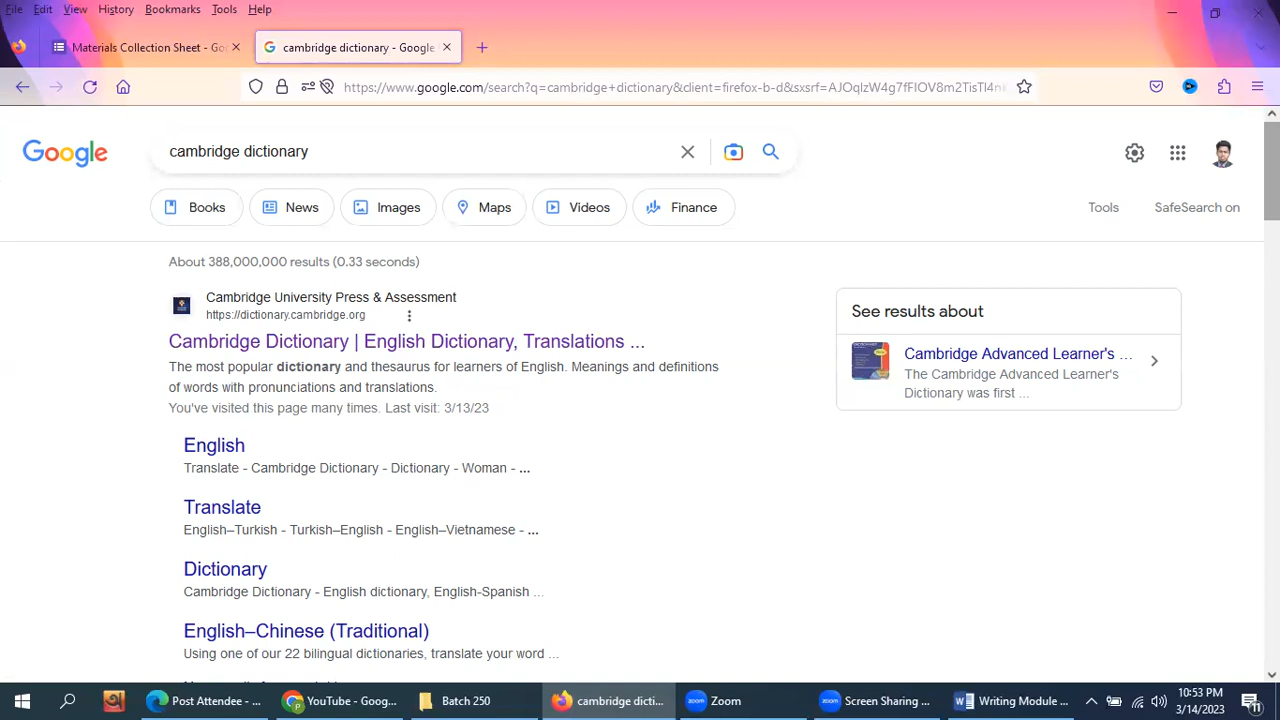 File Edit View History Bookmarks Tools Help
Materials Collection Sheet - Goo
cambridge dictionary - Google
https://www.google.com/search?q=cambridge+dictionary&client=firefox-b-d&sxsrf=
Google
cambridge dictionary
Books News Images Maps Videos Finance
Tools SafeSearch on
About 388,000,000 results (0.33 seconds)
Cambridge University Press & Assessment
https://dictionary.cambridge.org
Cambridge Dictionary | English Dictionary, Translations ...
The most popular dictionary and thesaurus for learners of English. Meanings and definitions
of words with pronunciations and translations.
You've visited this page many times. Last visit: 3/13/23
English
Translate - Cambridge Dictionary - Dictionary - Woman - ...
Translate
English–Turkish - Turkish–English - English–Vietnamese - ...
Dictionary
Cambridge Dictionary - English dictionary, English-Spanish ...
English–Chinese (Traditional)
Using one of our 22 bilingual dictionaries, translate your word ...
See results about
Cambridge Advanced Learner's ...
The Cambridge Advanced Learner's
Dictionary was first ...
Post Attendee - ...
YouTube - Goog...
Batch 250
cambridge dicti...
Zoom
Screen Sharing ...
Writing Module ...
10:53 PM
3/14/2023
11